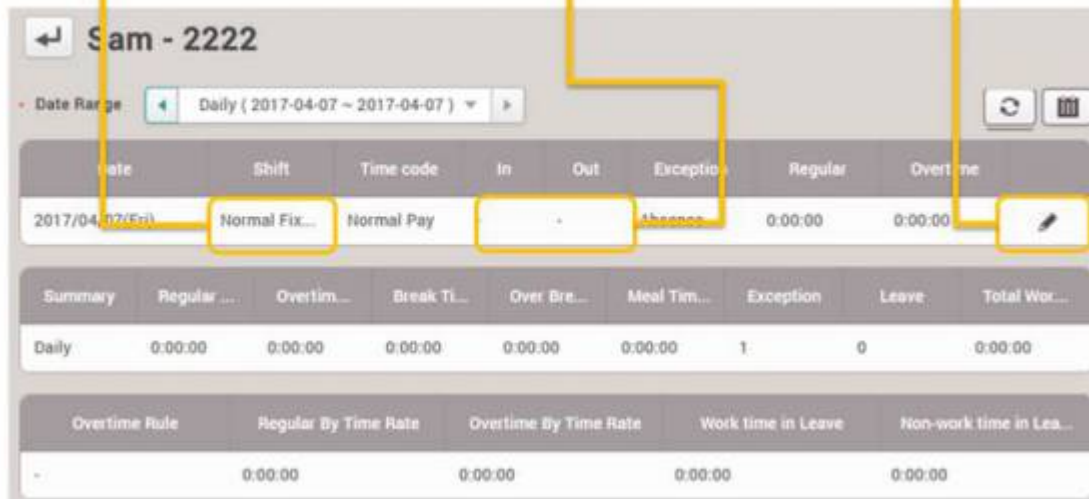 Sam - 2222
Date Range Daily ( 2017-04-07 ~ 2017-04-07 )
Date Shift Time code In Out Exception Regular Overtime
2017/04/07(Fri) Normal Fix... Normal Pay - - Absence 0:00:00 0:00:00
Summary Regular ... Overtim... Break Ti... Over Bre... Meal Tim... Exception Leave Total Wor...
Daily 0:00:00 0:00:00 0:00:00 0:00:00 0:00:00 1 0 0:00:00
Overtime Rule Regular By Time Rate Overtime By Time Rate Work time in Leave Non-work time in Lea...
- 0:00:00 0:00:00 0:00:00 0:00:00